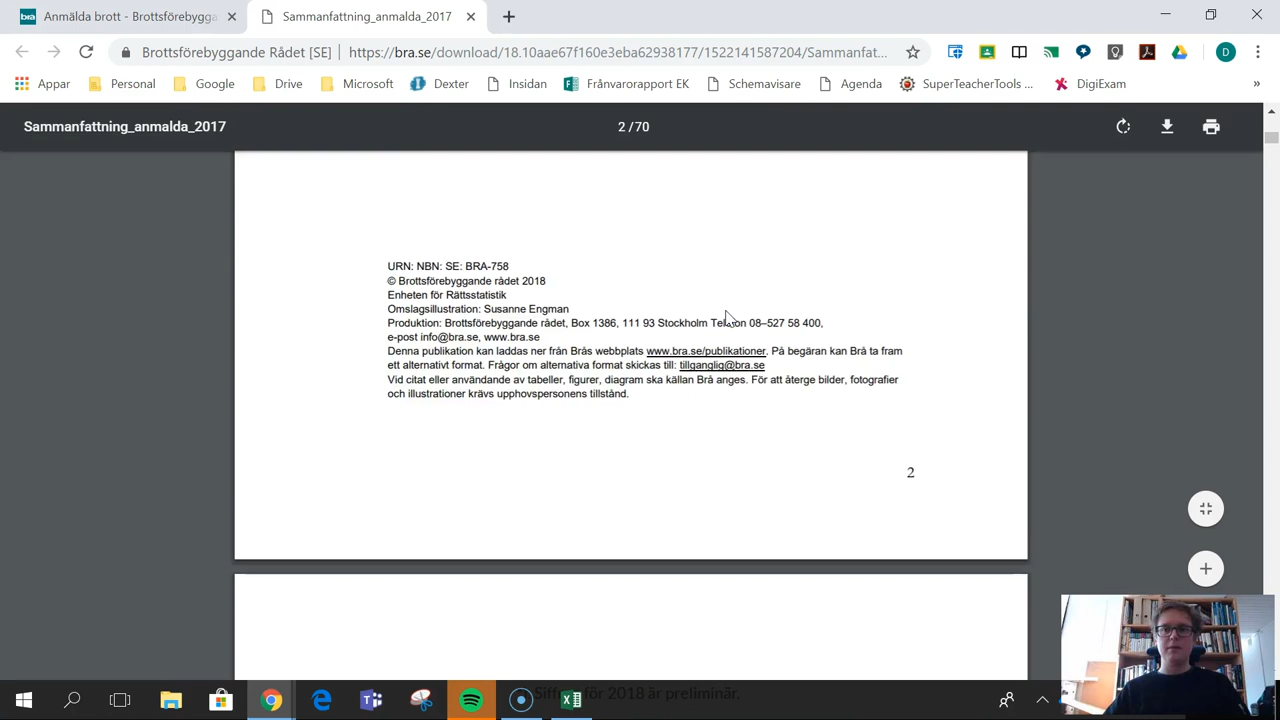 Anmälda brott - Brottsförebygga
Sammanfattning_anmalda_2017
Brottsförebyggande Rådet [SE] | https://bra.se/download/18.10aae67f160e3eba62938177/1522141587204/Sammanfat...
D
Appar Personal Google Drive Microsoft Dexter Insidan Frånvarorapport EK Schemavisare Agenda SuperTeacherTools ... DigiExam »
Sammanfattning_anmalda_2017
2 / 70
URN: NBN: SE: BRA-758
© Brottsförebyggande rådet 2018
Enheten för Rättsstatistik
Omslagsillustration: Susanne Engman
Produktion: Brottsförebyggande rådet, Box 1386, 111 93 Stockholm Telefon 08–527 58 400,
e-post info@bra.se, www.bra.se
Denna publikation kan laddas ner från Brås webbplats www.bra.se/publikationer. På begäran kan Brå ta fram
ett alternativt format. Frågor om alternativa format skickas till: tillganglig@bra.se
Vid citat eller användande av tabeller, figurer, diagram ska källan Brå anges. För att återge bilder, fotografier
och illustrationer krävs upphovspersonens tillstånd.
2
Siffror för 2018 är preliminär.